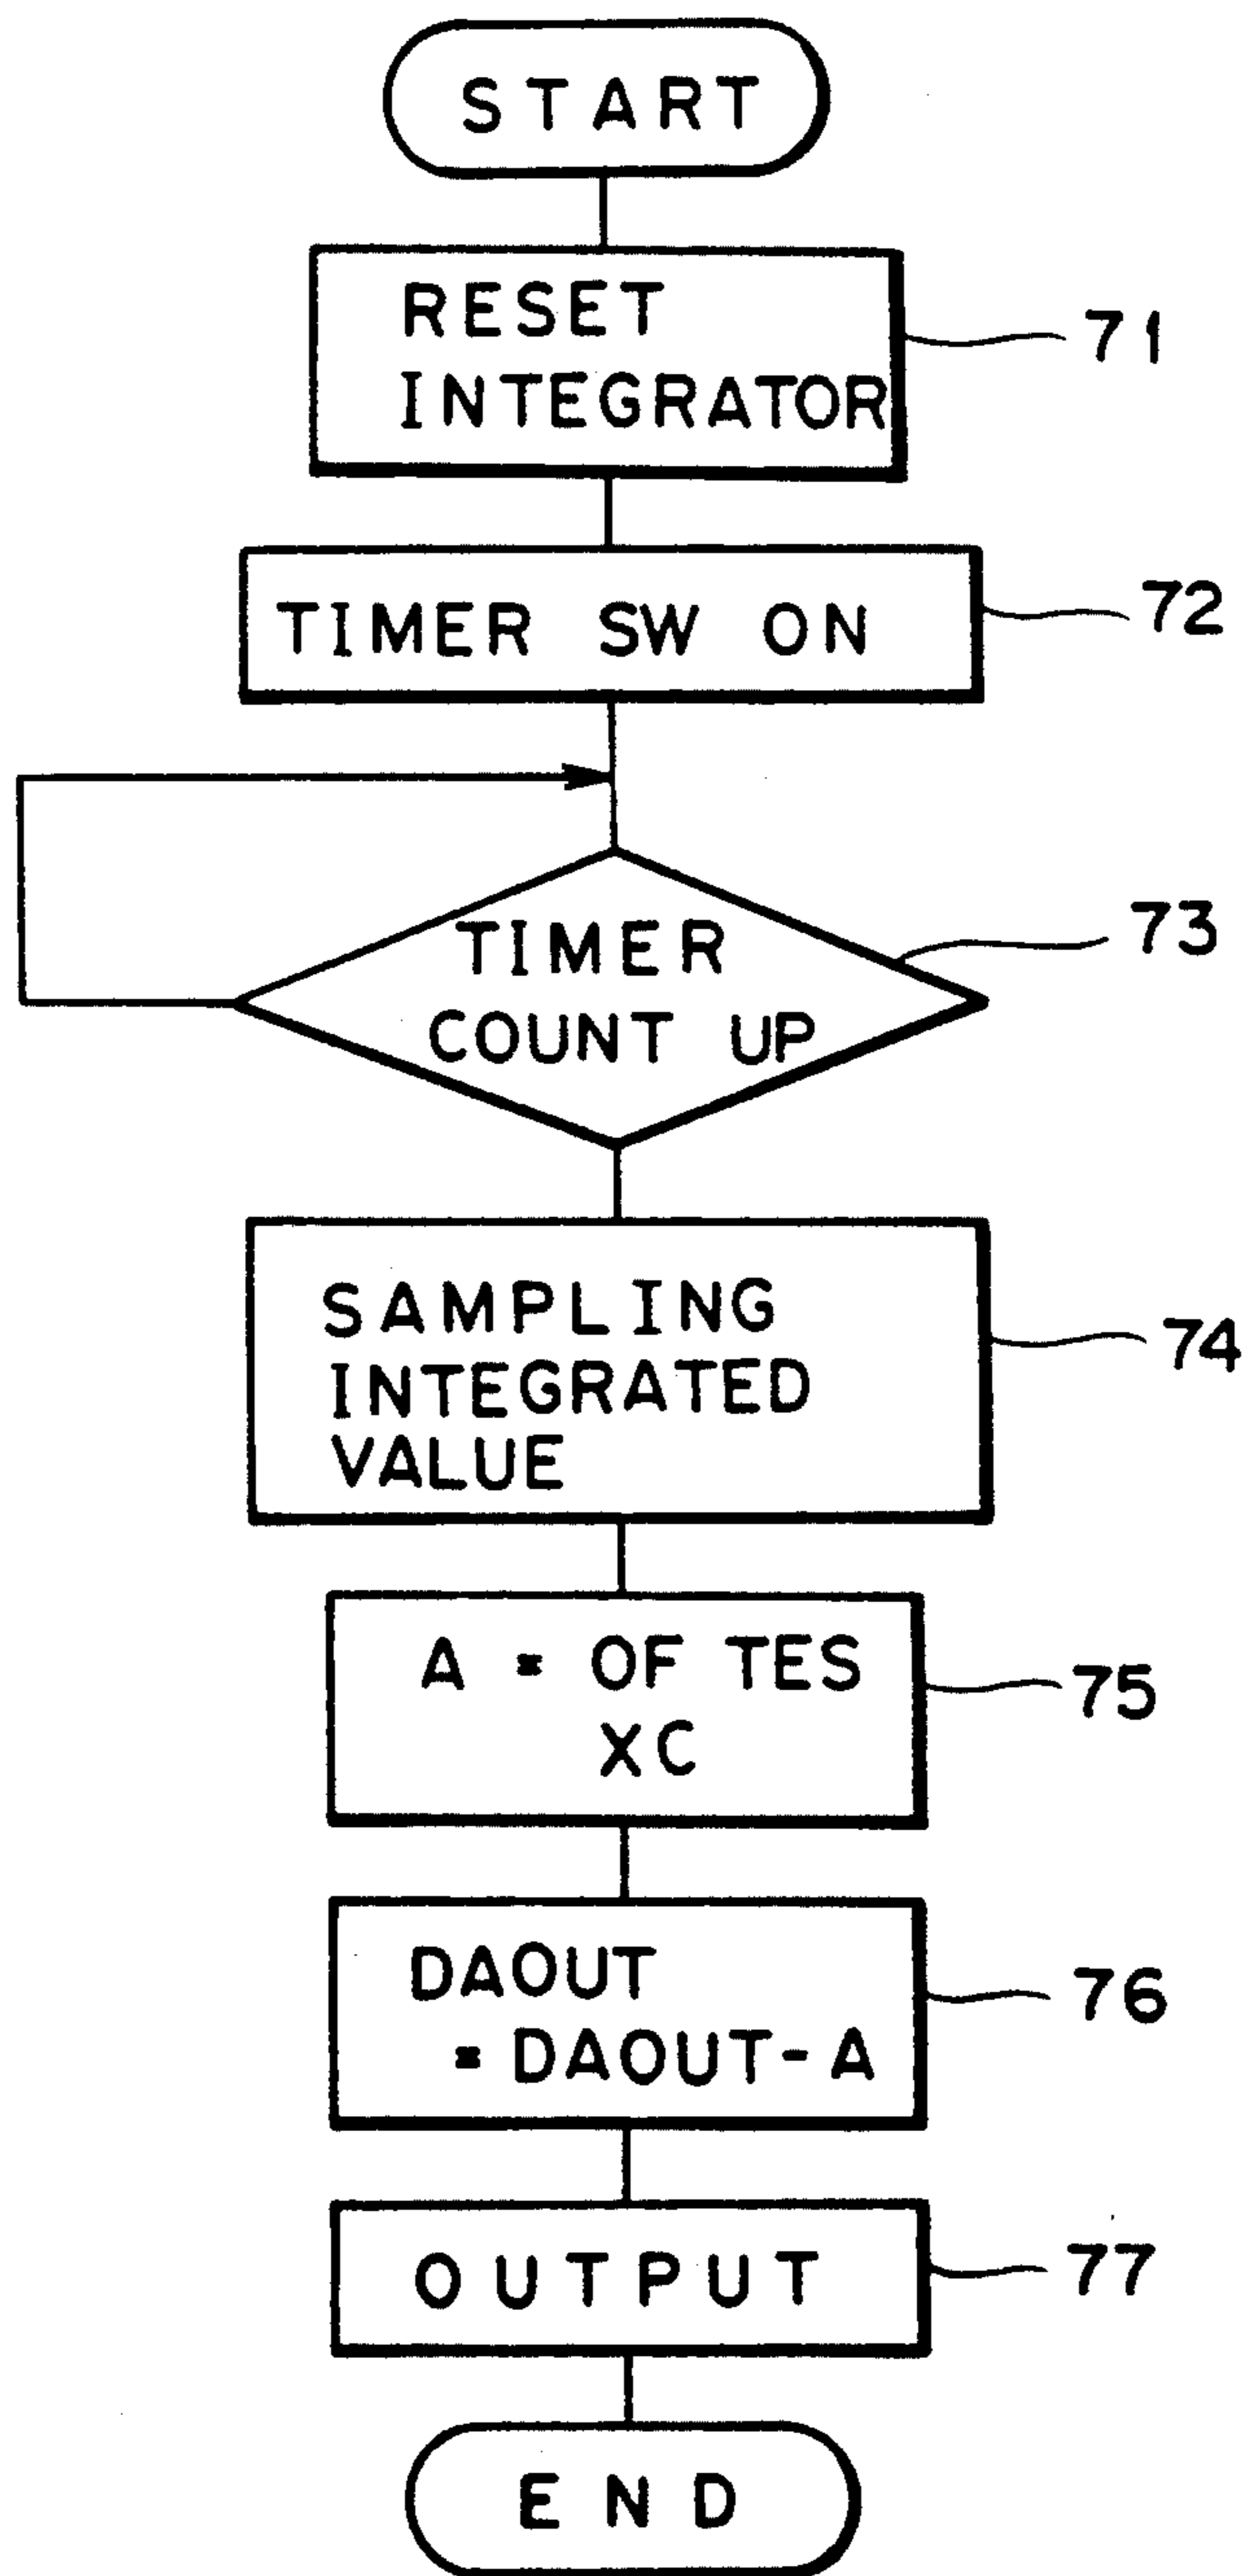 START
RESET
INTEGRATOR
71
TIMER SW ON
72
TIMER
COUNT UP
73
SAMPLING
INTEGRATED
VALUE
74
A = OF TES
XC
75
DAOUT
= DAOUT-A
76
OUTPUT
77
END